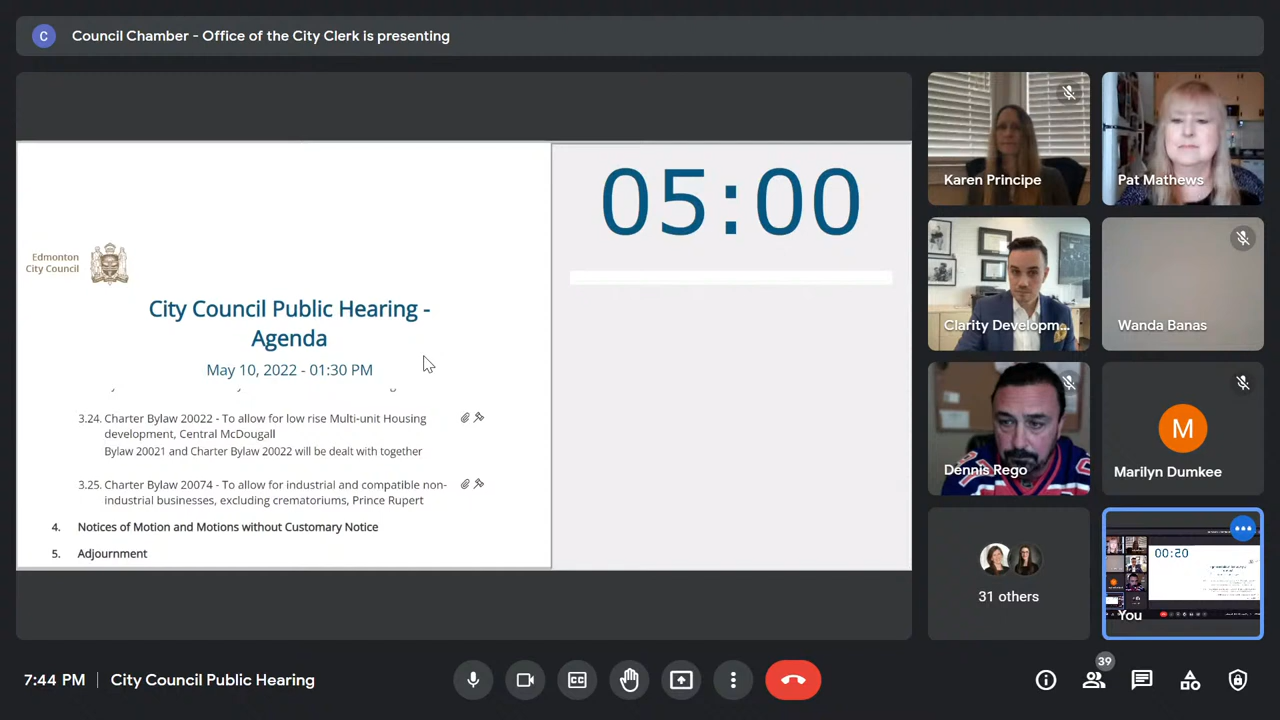 C
Council Chamber - Office of the City Clerk is presenting
Edmonton
City Council
City Council Public Hearing -
Agenda
May 10, 2022 - 01:30 PM
3.24. Charter Bylaw 20022 - To allow for low rise Multi-unit Housing
development, Central McDougall
Bylaw 20021 and Charter Bylaw 20022 will be dealt with together
3.25. Charter Bylaw 20074 - To allow for industrial and compatible non-
industrial businesses, excluding crematoriums, Prince Rupert
4. Notices of Motion and Motions without Customary Notice
5. Adjournment
05:00
Karen Principe
Pat Mathews
Clarity Developm...
Wanda Banas
Dennis Rego
M
Marilyn Dumkee
31 others
05:00
You
7:44 PM
City Council Public Hearing
CC
39